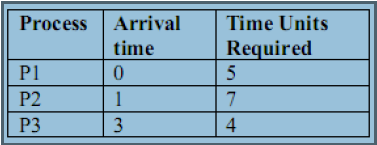 Process Arrival time Time Units Required
P1 0 5
P2 1 7
P3 3 4